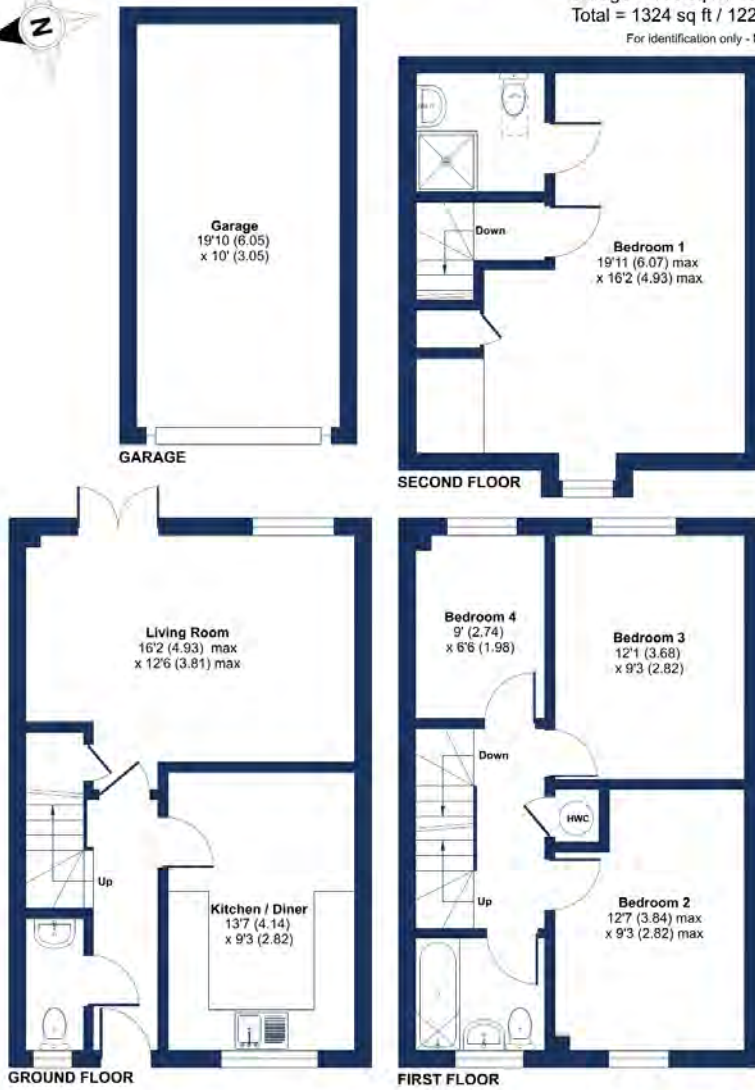 N
Total = 1324 sq ft / 122
For identification only - N
Garage
19'10 (6.05)
x 10' (3.05)
GARAGE
Down
Bedroom 1
19'11 (6.07) max
x 16'2 (4.93) max
SECOND FLOOR
Living Room
16'2 (4.93) max
x 12'6 (3.81) max
Up
Kitchen / Diner
13'7 (4.14)
x 9'3 (2.82)
GROUND FLOOR
Bedroom 4
9' (2.74)
x 6'6 (1.98)
Bedroom 3
12'1 (3.68)
x 9'3 (2.82)
Down
HWC
Up
Bedroom 2
12'7 (3.84) max
x 9'3 (2.82) max
FIRST FLOOR